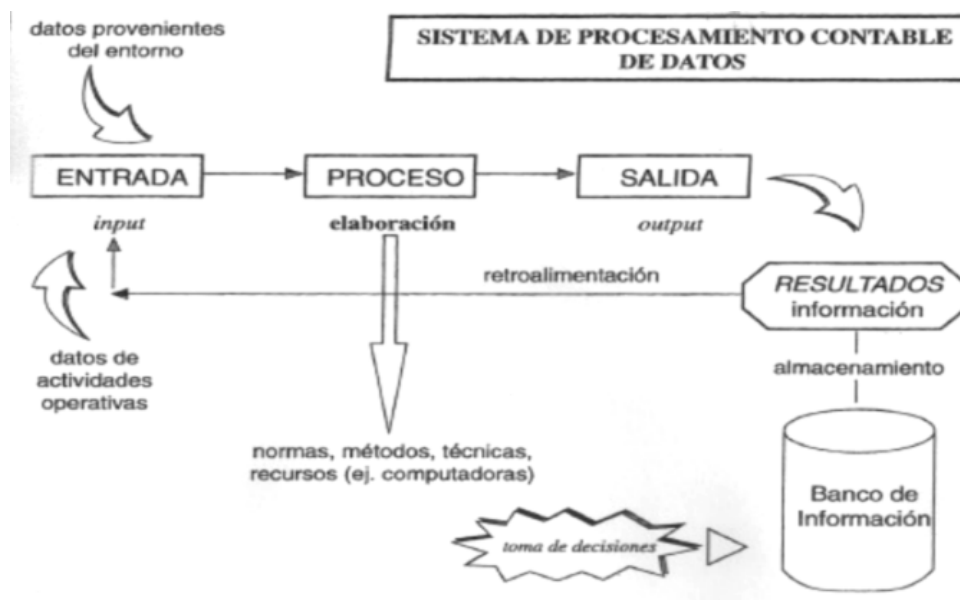 datos provenientes
del entorno
SISTEMA DE PROCESAMIENTO CONTABLE
DE DATOS
ENTRADA
PROCESO
SALIDA
input
elaboración
output
retroalimentación
RESULTADOS
información
datos de
actividades
operativas
almacenamiento
normas, métodos, técnicas,
recursos (ej. computadoras)
Banco de
Información
toma de decisiones